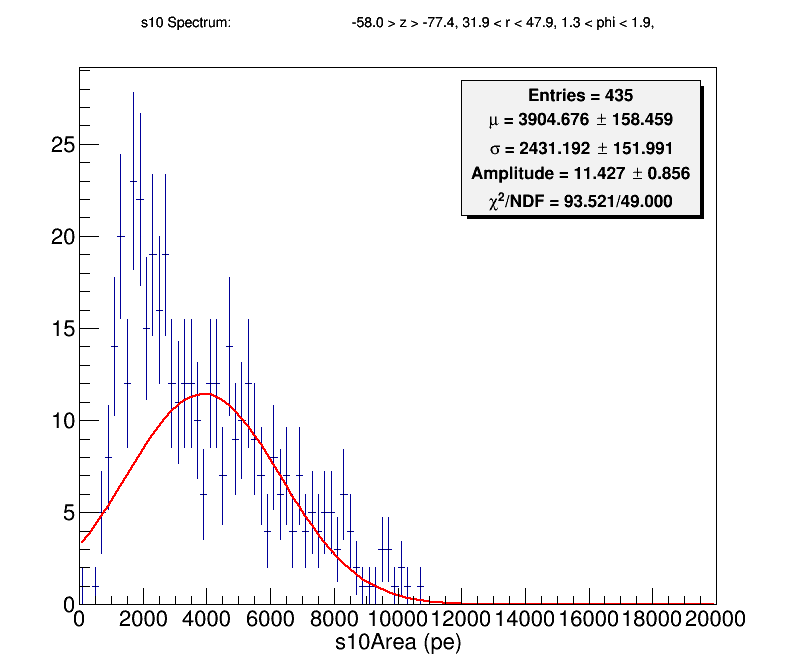 s10 Spectrum: -58.0 > z > -77.4, 31.9 < r < 47.9, 1.3 < phi < 1.9,
Entries = 435
μ = 3904.676 ± 158.459
σ = 2431.192 ± 151.991
Amplitude = 11.427 ± 0.856
χ²/NDF = 93.521/49.000
25
20
15
10
5
0
0 2000 4000 6000 8000 10000 12000 14000 16000 18000 20000
s10Area (pe)